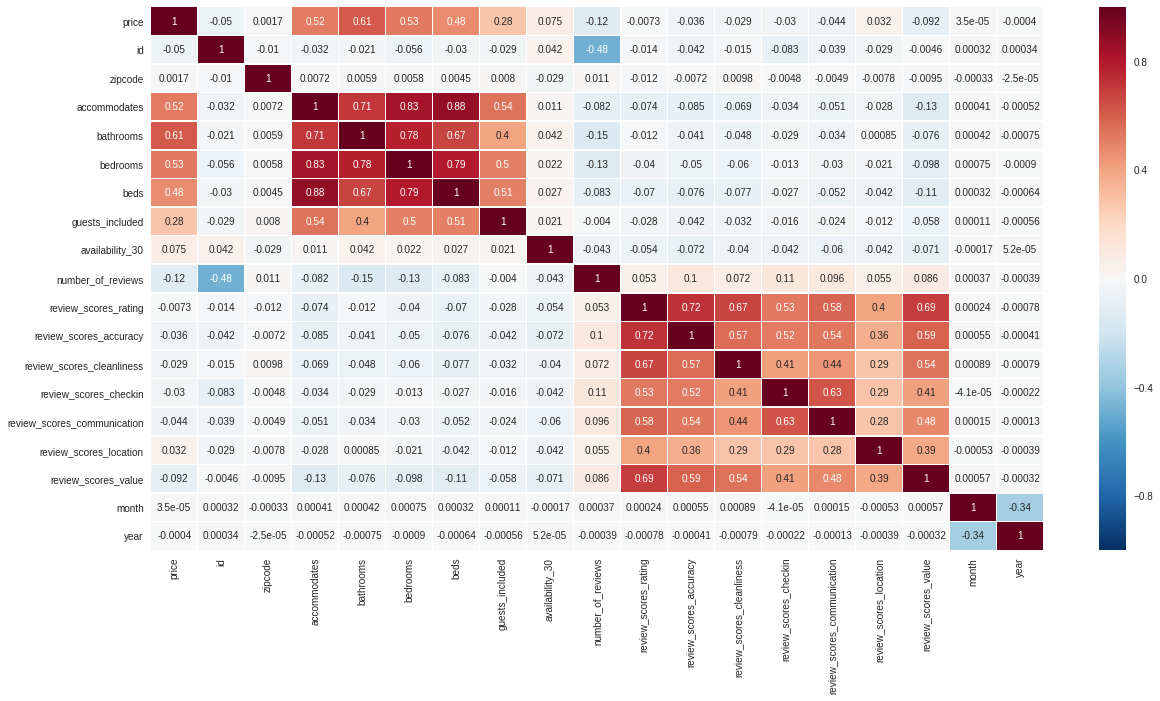 price 1 -0.05 0.0017 0.52 0.61 0.53 0.48 0.28 0.075 -0.12 -0.0073 -0.036 -0.029 -0.03 -0.044 0.032 -0.092 3.5e-05 -0.0004
id -0.05 1 -0.01 -0.032 -0.021 -0.056 -0.03 -0.029 0.042 -0.48 -0.014 -0.042 -0.015 -0.083 -0.039 -0.029 -0.0046 0.00032 0.00034
zipcode 0.0017 -0.01 1 0.0072 0.0059 0.0058 0.0045 0.008 -0.029 0.011 -0.012 -0.0072 0.0098 -0.0048 -0.0049 -0.0078 -0.0095 -0.00033 -2.5e-05
accommodates 0.52 -0.032 0.0072 1 0.71 0.83 0.88 0.54 0.011 -0.082 -0.074 -0.085 -0.069 -0.034 -0.051 -0.028 -0.13 0.00041 -0.00052
bathrooms 0.61 -0.021 0.0059 0.71 1 0.78 0.67 0.4 0.042 -0.15 -0.012 -0.041 -0.048 -0.029 -0.034 0.00085 -0.076 0.00042 -0.00075
bedrooms 0.53 -0.056 0.0058 0.83 0.78 1 0.79 0.5 0.022 -0.13 -0.04 -0.05 -0.06 -0.013 -0.03 -0.021 -0.098 0.00075 -0.0009
beds 0.48 -0.03 0.0045 0.88 0.67 0.79 1 0.51 0.027 -0.083 -0.07 -0.076 -0.077 -0.027 -0.052 -0.042 -0.11 0.00032 -0.00064
guests_included 0.28 -0.029 0.008 0.54 0.4 0.5 0.51 1 0.021 -0.004 -0.028 -0.042 -0.032 -0.016 -0.024 -0.012 -0.058 0.00011 -0.00056
availability_30 0.075 0.042 -0.029 0.011 0.042 0.022 0.027 0.021 1 -0.043 -0.054 -0.072 -0.04 -0.042 -0.06 -0.042 -0.071 -0.00017 5.2e-05
number_of_reviews -0.12 -0.48 0.011 -0.082 -0.15 -0.13 -0.083 -0.004 -0.043 1 0.053 0.1 0.072 0.11 0.096 0.055 0.086 0.00037 -0.00039
review_scores_rating -0.0073 -0.014 -0.012 -0.074 -0.012 -0.04 -0.07 -0.028 -0.054 0.053 1 0.72 0.67 0.53 0.58 0.4 0.69 0.00024 -0.00078
review_scores_accuracy -0.036 -0.042 -0.0072 -0.085 -0.041 -0.05 -0.076 -0.042 -0.072 0.1 0.72 1 0.57 0.52 0.54 0.36 0.59 0.00055 -0.00041
review_scores_cleanliness -0.029 -0.015 0.0098 -0.069 -0.048 -0.06 -0.077 -0.032 -0.04 0.072 0.67 0.57 1 0.41 0.44 0.29 0.54 0.00089 -0.00079
review_scores_checkin -0.03 -0.083 -0.0048 -0.034 -0.029 -0.013 -0.027 -0.016 -0.042 0.11 0.53 0.52 0.41 1 0.63 0.29 0.41 -4.1e-05 -0.00022
review_scores_communication -0.044 -0.039 -0.0049 -0.051 -0.034 -0.03 -0.052 -0.024 -0.06 0.096 0.58 0.54 0.44 0.63 1 0.28 0.48 0.00015 -0.00013
review_scores_location 0.032 -0.029 -0.0078 -0.028 0.00085 -0.021 -0.042 -0.012 -0.042 0.055 0.4 0.36 0.29 0.29 0.28 1 0.39 -0.00053 -0.00039
review_scores_value -0.092 -0.0046 -0.0095 -0.13 -0.076 -0.098 -0.11 -0.058 -0.071 0.086 0.69 0.59 0.54 0.41 0.48 0.39 1 0.00057 -0.00032
month 3.5e-05 0.00032 -0.00033 0.00041 0.00042 0.00075 0.00032 0.00011 -0.00017 0.00037 0.00024 0.00055 0.00089 -4.1e-05 0.00015 -0.00053 0.00057 1 -0.34
year -0.0004 0.00034 -2.5e-05 -0.00052 -0.00075 -0.0009 -0.00064 -0.00056 5.2e-05 -0.00039 -0.00078 -0.00041 -0.00079 -0.00022 -0.00013 -0.00039 -0.00032 -0.34 1
price
id
zipcode
accommodates
bathrooms
bedrooms
beds
guests_included
availability_30
number_of_reviews
review_scores_rating
review_scores_accuracy
review_scores_cleanliness
review_scores_checkin
review_scores_communication
review_scores_location
review_scores_value
month
year
0.8
0.4
0.0
−0.4
−0.8